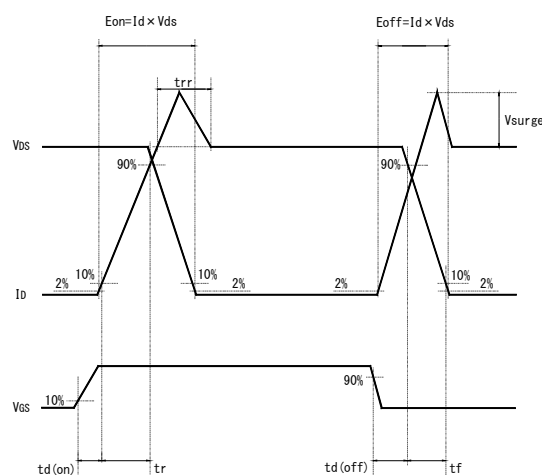 Eon=Id×Vds
Eoff=Id×Vds
trr
Vsurge
VDS
90%
90%
10%
10%
10%
2%
2%
2%
2%
ID
10%
90%
VGS
td(on)
tr
td(off)
tf